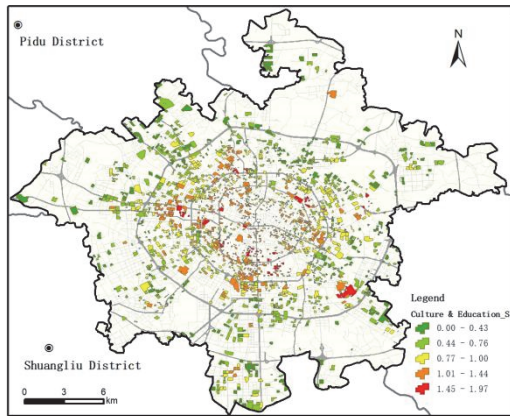 Pidu District
N
Legend
Culture & Education_S
0.00 - 0.43
0.44 - 0.76
0.77 - 1.00
1.01 - 1.44
1.45 - 1.97
Shuangliu District
0 3 6
km